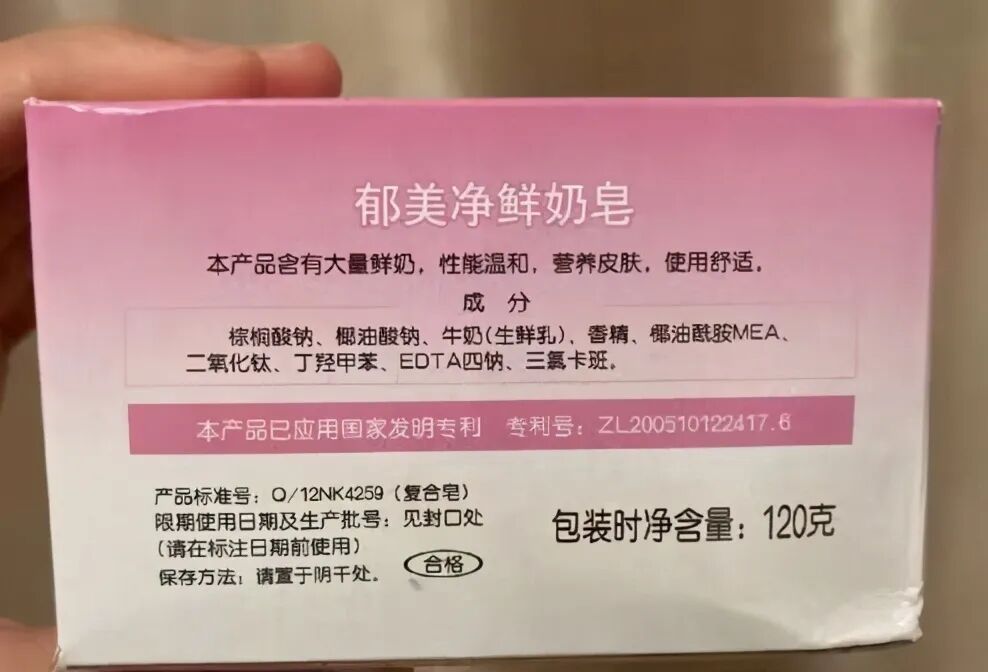 郁美净鲜奶皂
本产品含有大量鲜奶，性能温和，营养皮肤，使用舒适。
成 分
棕榈酸钠、椰油酸钠、牛奶(生鲜乳)、香精、椰油酰胺MEA、
二氧化钛、丁羟甲苯、EDTA四钠、三氯卡班。
本产品已应用国家发明专利 专利号：ZL200510122417.6
产品标准号：Q/12NK4259（复合皂）
限期使用日期及生产批号：见封口处
（请在标注日期前使用）
保存方法：请置于阴干处。
合格
包装时净含量：120克